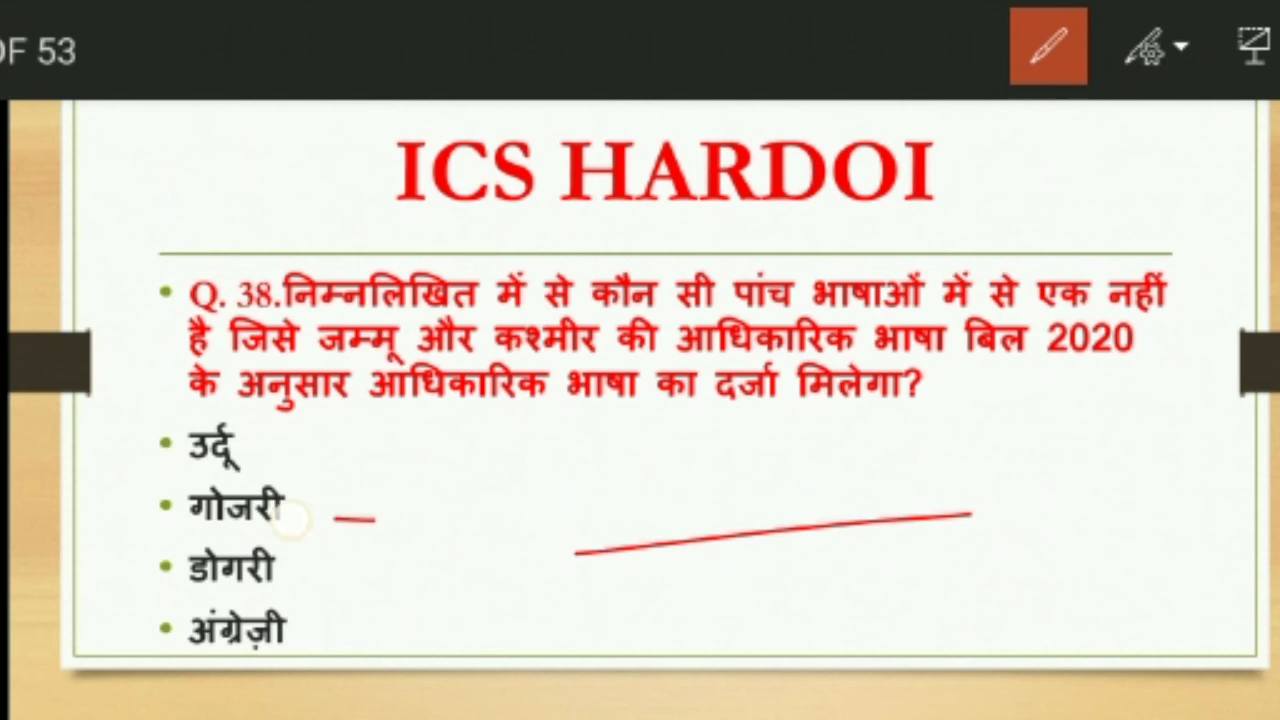 OF 53
ICS HARDOI
• Q. 38.निम्नलिखित में से कौन सी पांच भाषाओं में से एक नहीं
है जिसे जम्मू और कश्मीर की आधिकारिक भाषा बिल 2020
के अनुसार आधिकारिक भाषा का दर्जा मिलेगा?
• उर्दू
• गोजरी
• डोगरी
• अंग्रेज़ी